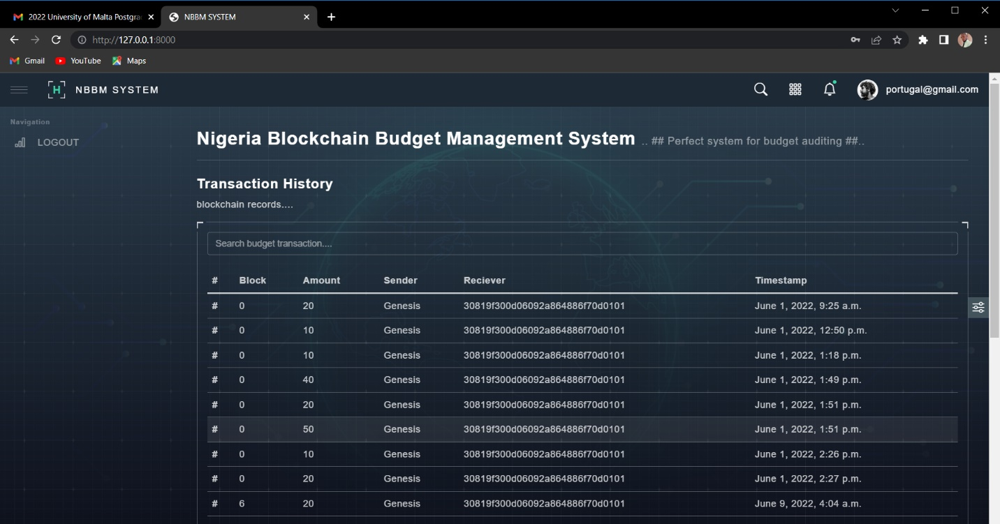 2022 University of Malta Postgra
NBBM SYSTEM
http://127.0.0.1:8000
Gmail YouTube Maps
H NBBM SYSTEM
portugal@gmail.com
Navigation
LOGOUT
Nigeria Blockchain Budget Management System .. ## Perfect system for budget auditing ##..
Transaction History
blockchain records....
Search budget transaction....
# Block Amount Sender Reciever Timestamp
# 0 20 Genesis 30819f300d06092a864886f70d0101 June 1, 2022, 9:25 a.m.
# 0 10 Genesis 30819f300d06092a864886f70d0101 June 1, 2022, 12:50 p.m.
# 0 10 Genesis 30819f300d06092a864886f70d0101 June 1, 2022, 1:18 p.m.
# 0 40 Genesis 30819f300d06092a864886f70d0101 June 1, 2022, 1:49 p.m.
# 0 20 Genesis 30819f300d06092a864886f70d0101 June 1, 2022, 1:51 p.m.
# 0 50 Genesis 30819f300d06092a864886f70d0101 June 1, 2022, 1:51 p.m.
# 0 10 Genesis 30819f300d06092a864886f70d0101 June 1, 2022, 2:26 p.m.
# 0 20 Genesis 30819f300d06092a864886f70d0101 June 1, 2022, 2:27 p.m.
# 6 20 Genesis 30819f300d06092a864886f70d0101 June 9, 2022, 4:04 a.m.